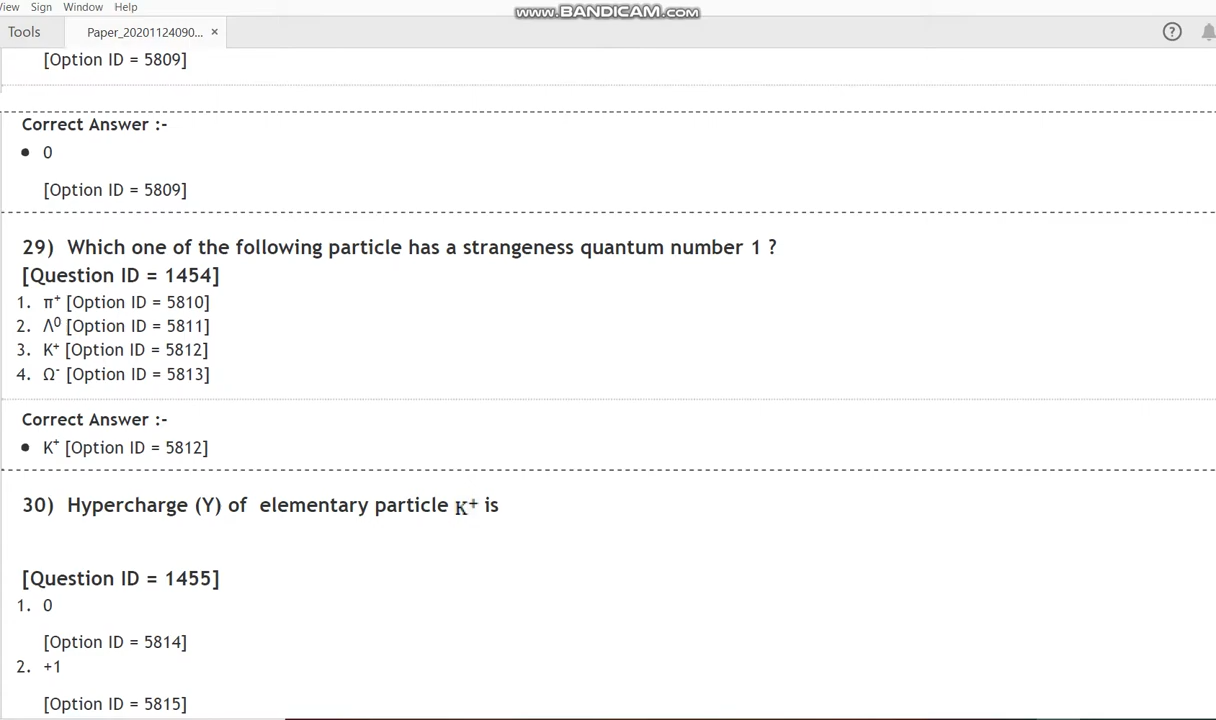 View Sign Window Help
www.BANDICAM.com
Tools Paper_20201124090... ×
[Option ID = 5809]
Correct Answer :-
• 0
[Option ID = 5809]
29) Which one of the following particle has a strangeness quantum number 1 ?
[Question ID = 1454]
1. π⁺ [Option ID = 5810]
2. Λ⁰ [Option ID = 5811]
3. K⁺ [Option ID = 5812]
4. Ω⁻ [Option ID = 5813]
Correct Answer :-
• K⁺ [Option ID = 5812]
30) Hypercharge (Y) of elementary particle K⁺ is
[Question ID = 1455]
1. 0
[Option ID = 5814]
2. +1
[Option ID = 5815]